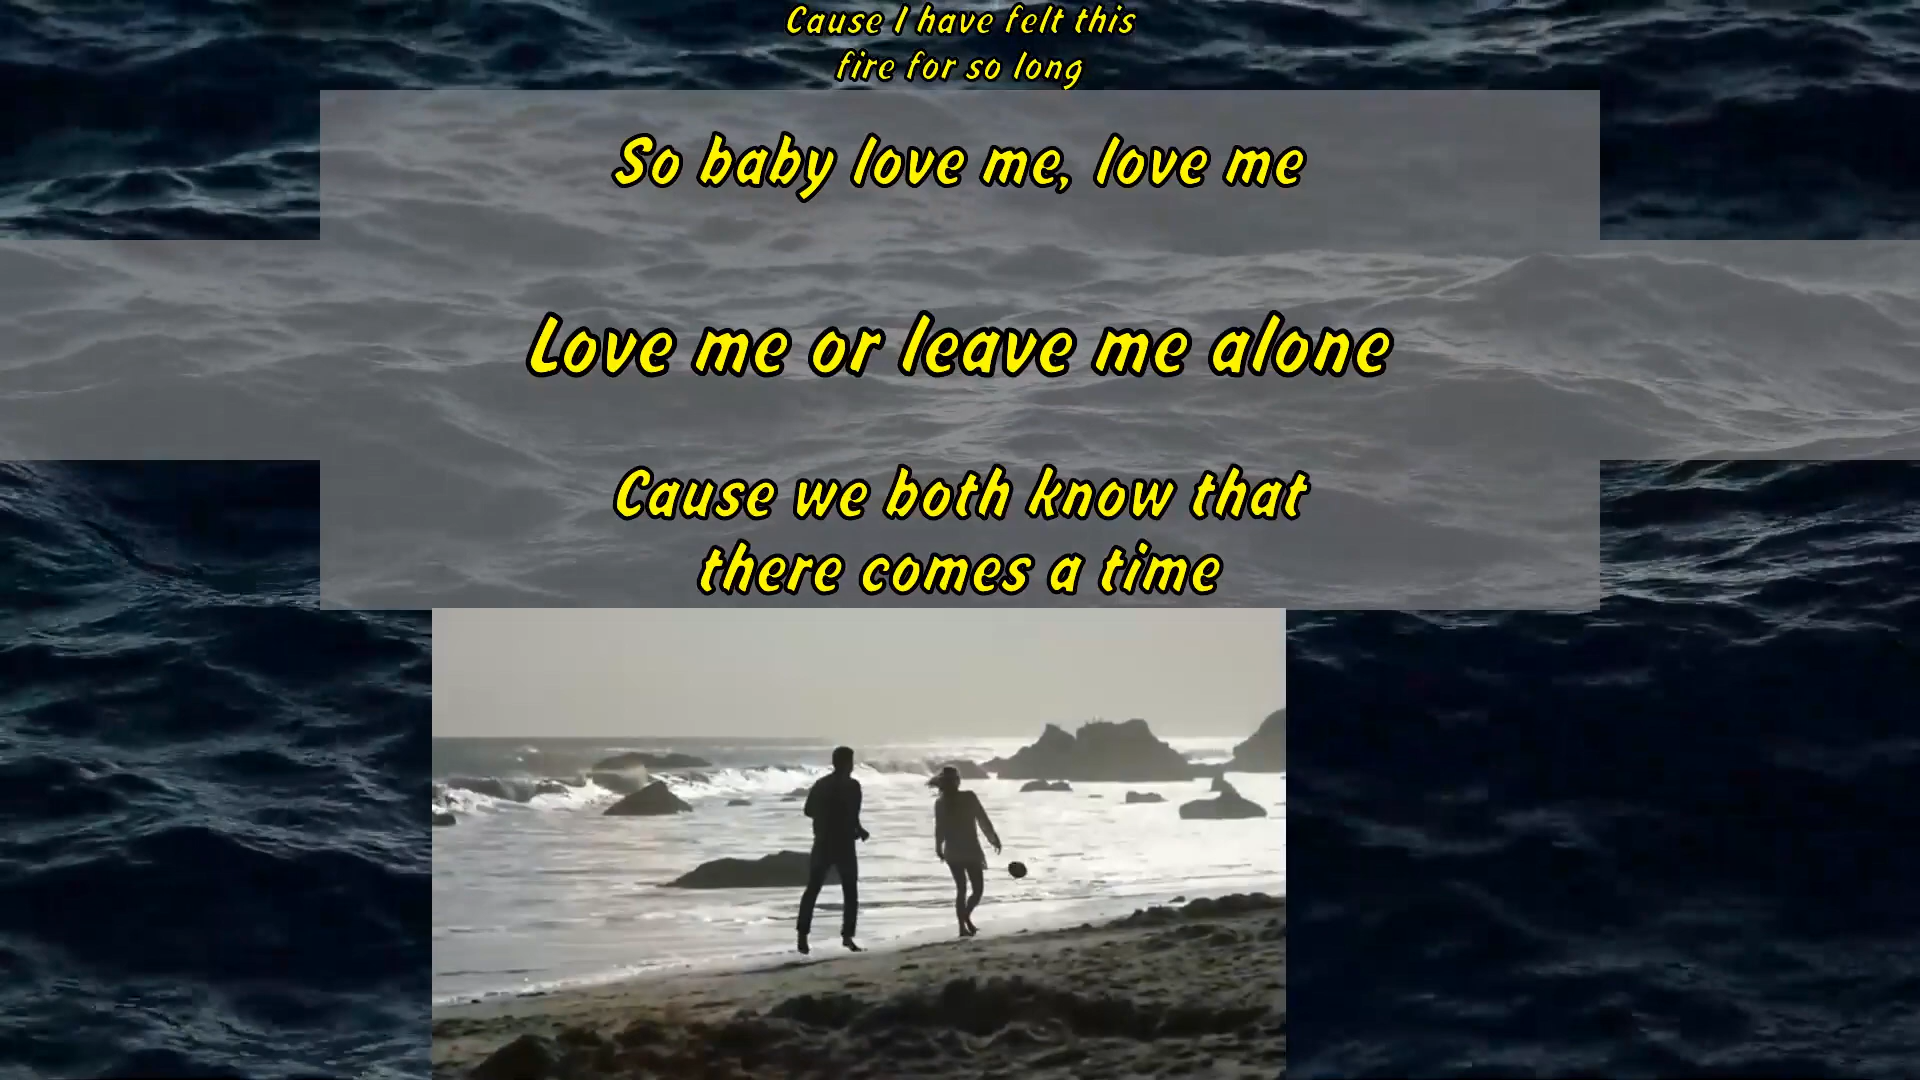 Cause I have felt this
fire for so long
So baby love me, love me
Love me or leave me alone
Cause we both know that
there comes a time